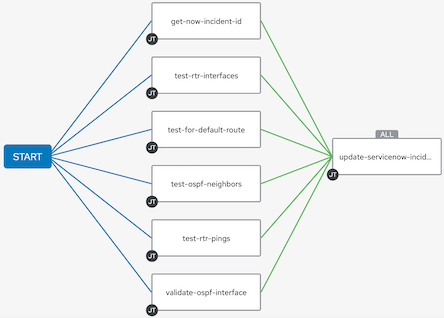 get-now-incident-id
JT
test-rtr-interfaces
JT
test-for-default-route
JT
START
ALL
update-servicenow-incid...
JT
test-ospf-neighbors
JT
test-rtr-pings
JT
validate-ospf-interface
JT